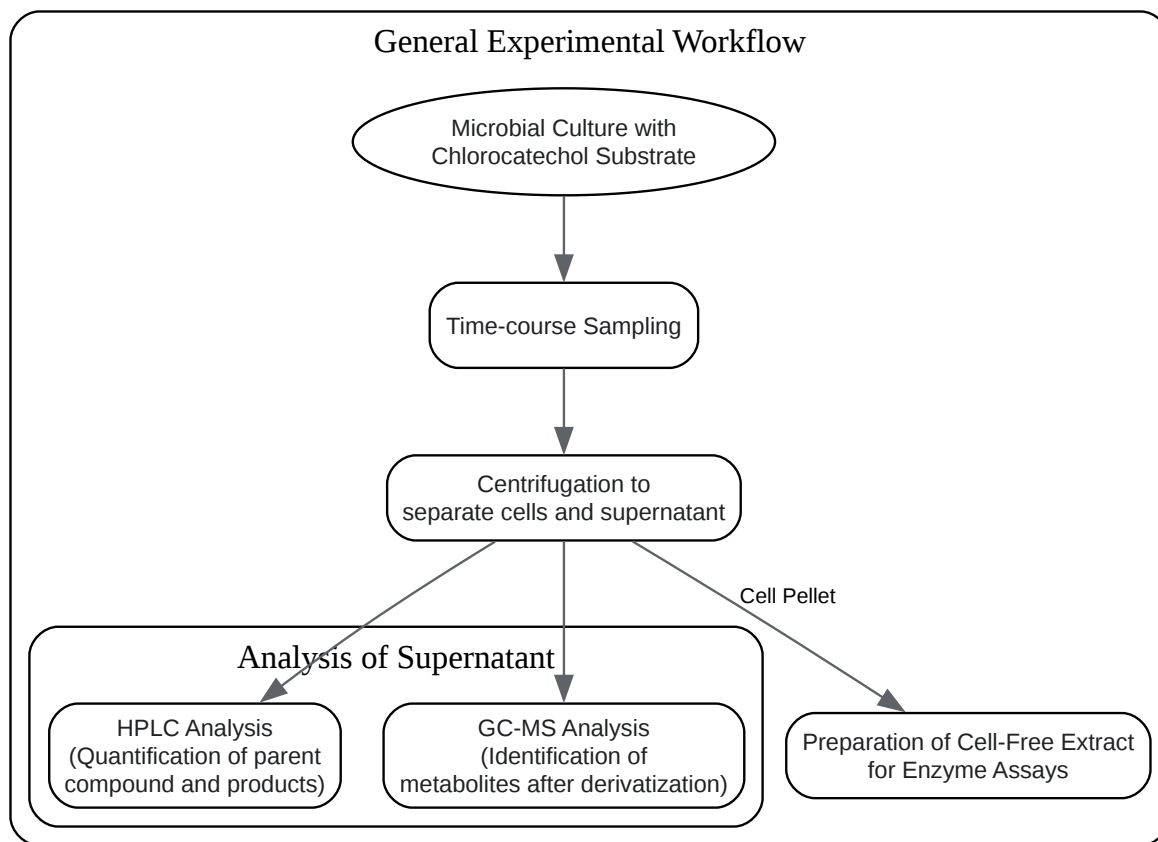 General Experimental Workflow
Microbial Culture with
Chlorocatechol Substrate
Time-course Sampling
Centrifugation to
separate cells and supernatant
Cell Pellet
Analysis of Supernatant
HPLC Analysis
(Quantification of parent
compound and products)
GC-MS Analysis
(Identification of
metabolites after derivatization)
Preparation of Cell-Free Extract
for Enzyme Assays